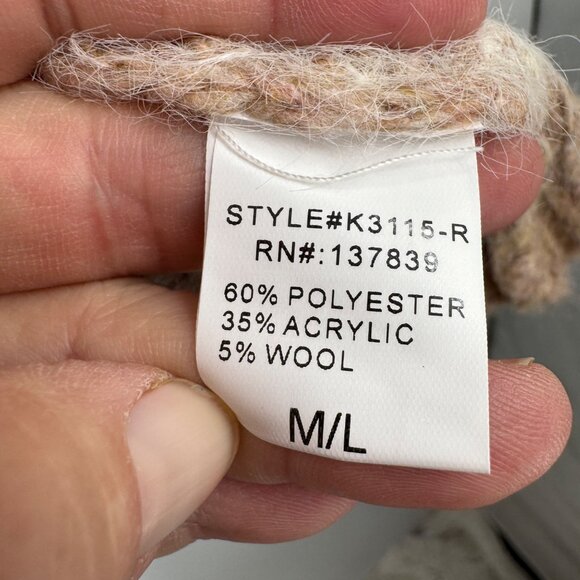 STYLE#K3115-R
RN#:137839
60% POLYESTER
35% ACRYLIC
5% WOOL
M/L